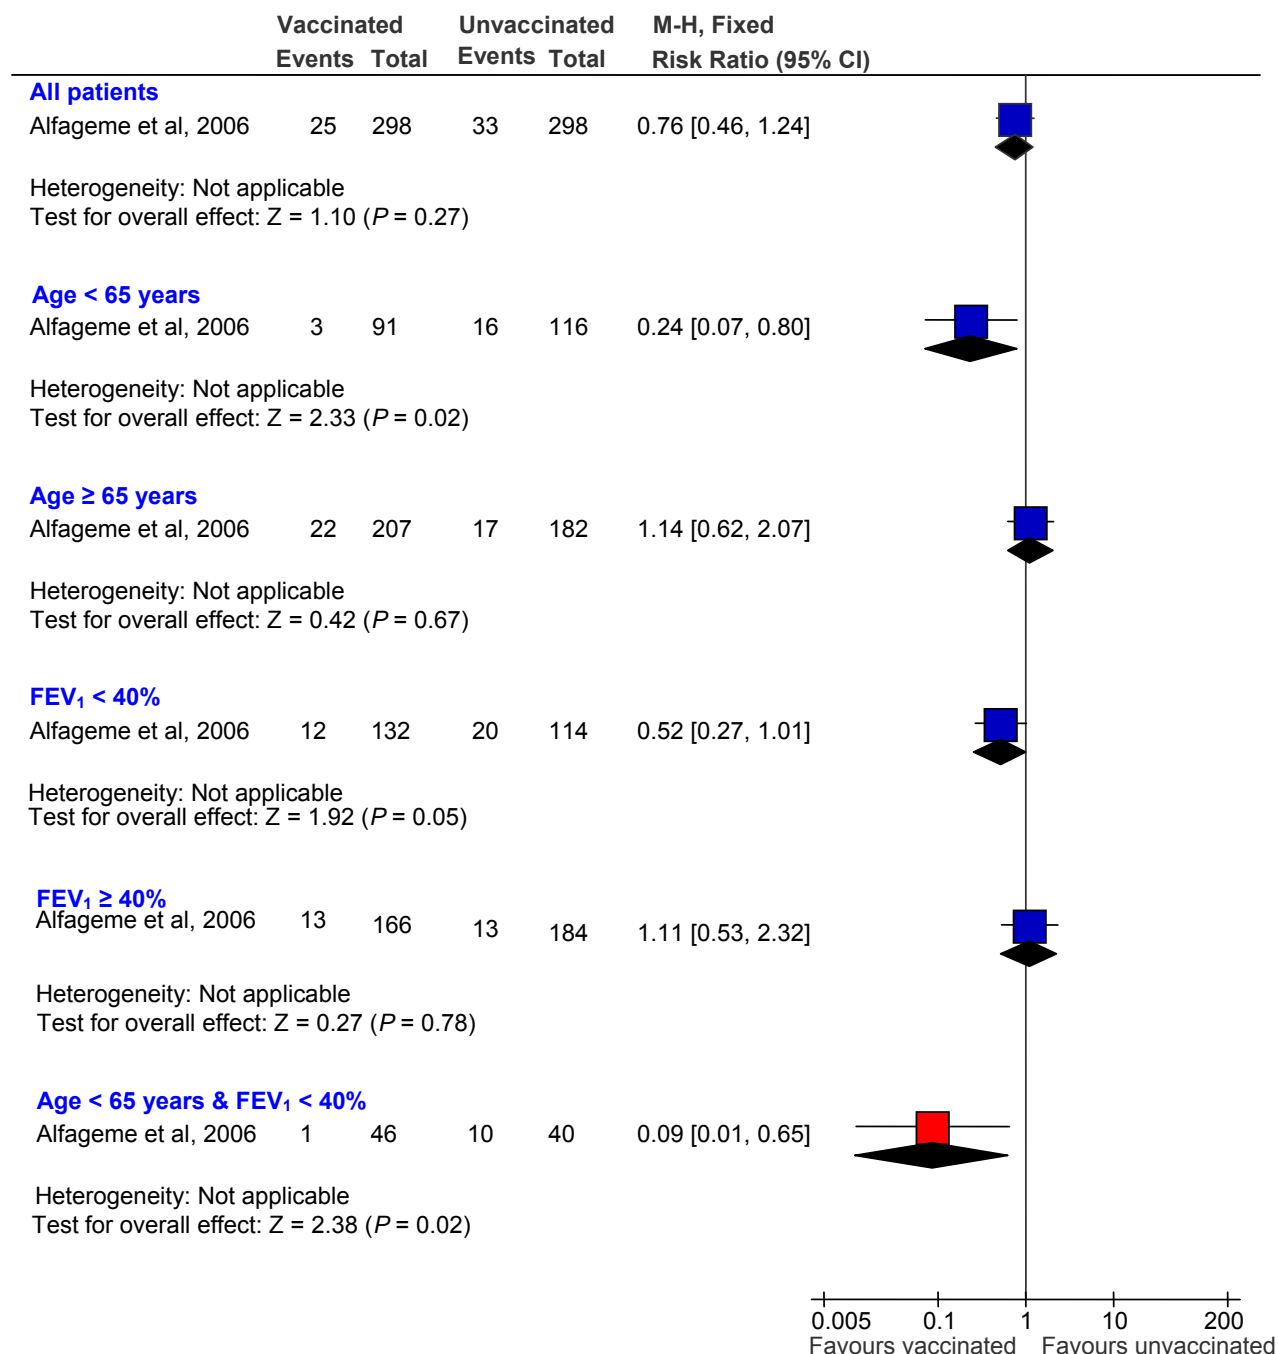 Vaccinated Unvaccinated M-H, Fixed
Events Total Events Total Risk Ratio (95% CI)
All patients
Alfageme et al, 2006 25 298 33 298 0.76 [0.46, 1.24]
Heterogeneity: Not applicable
Test for overall effect: Z = 1.10 (P = 0.27)
Age < 65 years
Alfageme et al, 2006 3 91 16 116 0.24 [0.07, 0.80]
Heterogeneity: Not applicable
Test for overall effect: Z = 2.33 (P = 0.02)
Age ≥ 65 years
Alfageme et al, 2006 22 207 17 182 1.14 [0.62, 2.07]
Heterogeneity: Not applicable
Test for overall effect: Z = 0.42 (P = 0.67)
FEV₁ < 40%
Alfageme et al, 2006 12 132 20 114 0.52 [0.27, 1.01]
Heterogeneity: Not applicable
Test for overall effect: Z = 1.92 (P = 0.05)
FEV₁ ≥ 40%
Alfageme et al, 2006 13 166 13 184 1.11 [0.53, 2.32]
Heterogeneity: Not applicable
Test for overall effect: Z = 0.27 (P = 0.78)
Age < 65 years & FEV₁ < 40%
Alfageme et al, 2006 1 46 10 40 0.09 [0.01, 0.65]
Heterogeneity: Not applicable
Test for overall effect: Z = 2.38 (P = 0.02)
0.005 0.1 1 10 200
Favours vaccinated Favours unvaccinated